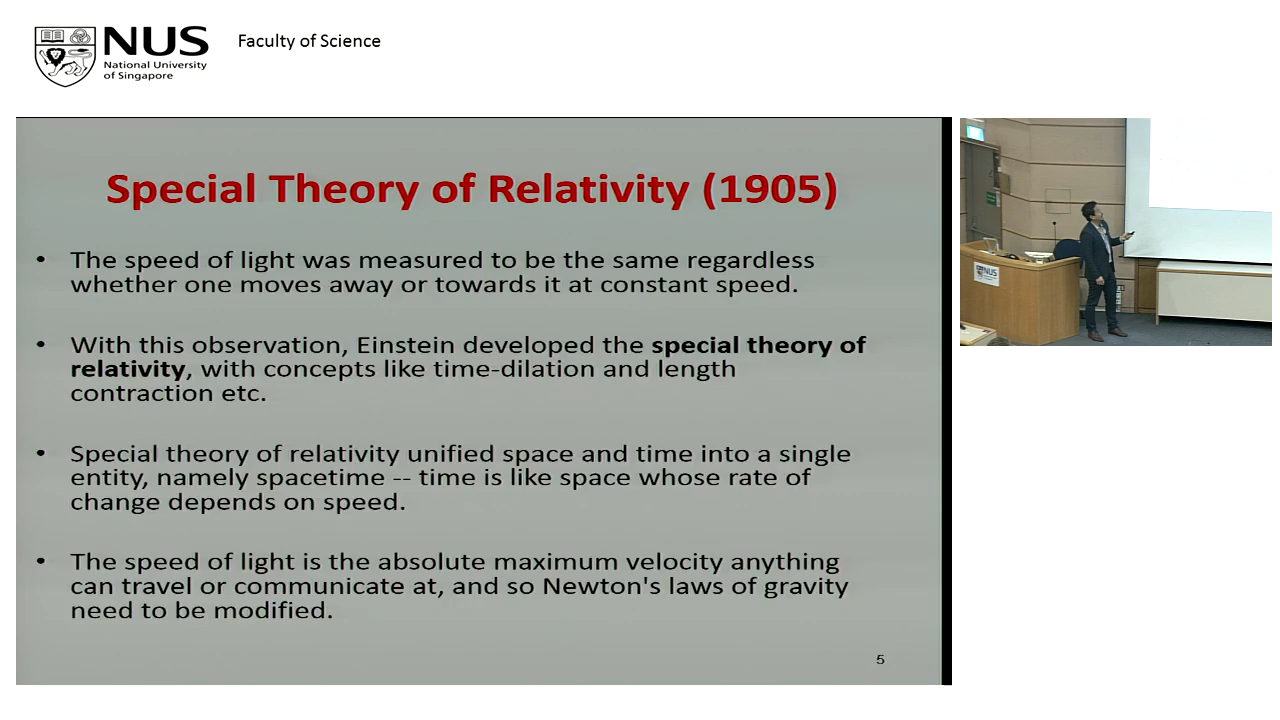 NUS
National University
of Singapore
Faculty of Science
Special Theory of Relativity (1905)
• The speed of light was measured to be the same regardless
whether one moves away or towards it at constant speed.
• With this observation, Einstein developed the special theory of
relativity, with concepts like time-dilation and length
contraction etc.
• Special theory of relativity unified space and time into a single
entity, namely spacetime -- time is like space whose rate of
change depends on speed.
• The speed of light is the absolute maximum velocity anything
can travel or communicate at, and so Newton's laws of gravity
need to be modified.
5
NUS